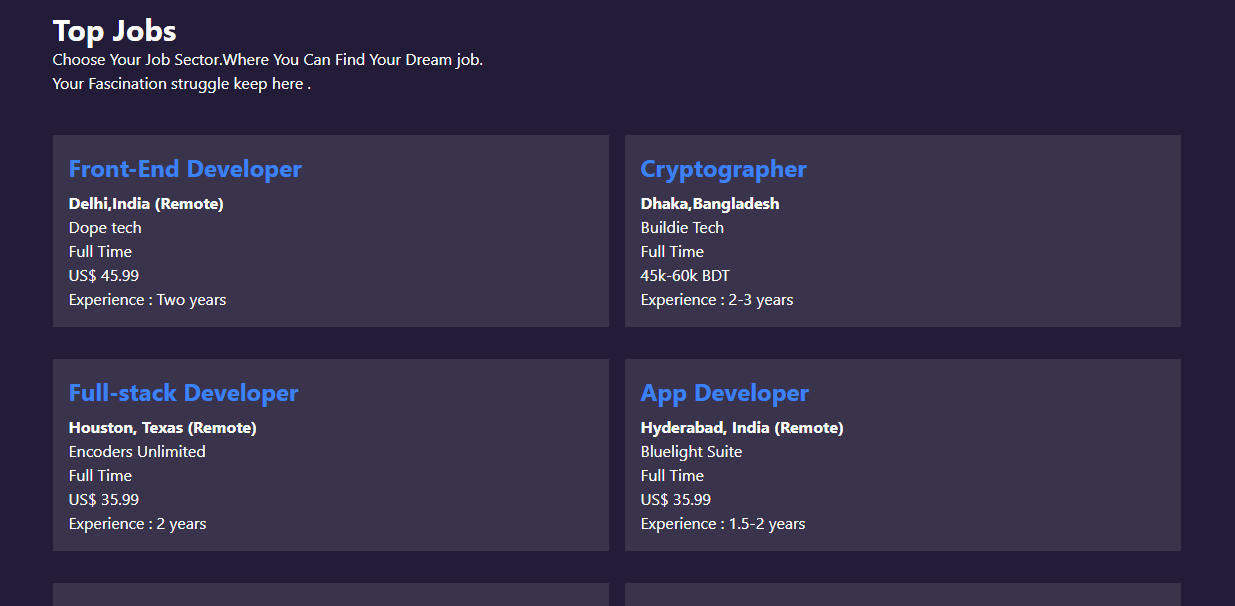 Top Jobs
Choose Your Job Sector.Where You Can Find Your Dream job.
Your Fascination struggle keep here .
Front-End Developer
Delhi,India (Remote)
Dope tech
Full Time
US$ 45.99
Experience : Two years
Cryptographer
Dhaka,Bangladesh
Buildie Tech
Full Time
45k-60k BDT
Experience : 2-3 years
Full-stack Developer
Houston, Texas (Remote)
Encoders Unlimited
Full Time
US$ 35.99
Experience : 2 years
App Developer
Hyderabad, India (Remote)
Bluelight Suite
Full Time
US$ 35.99
Experience : 1.5-2 years